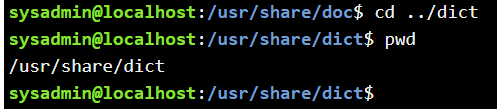 sysadmin@localhost:/usr/share/doc$ cd ../dict
sysadmin@localhost:/usr/share/dict$ pwd
/usr/share/dict
sysadmin@localhost:/usr/share/dict$